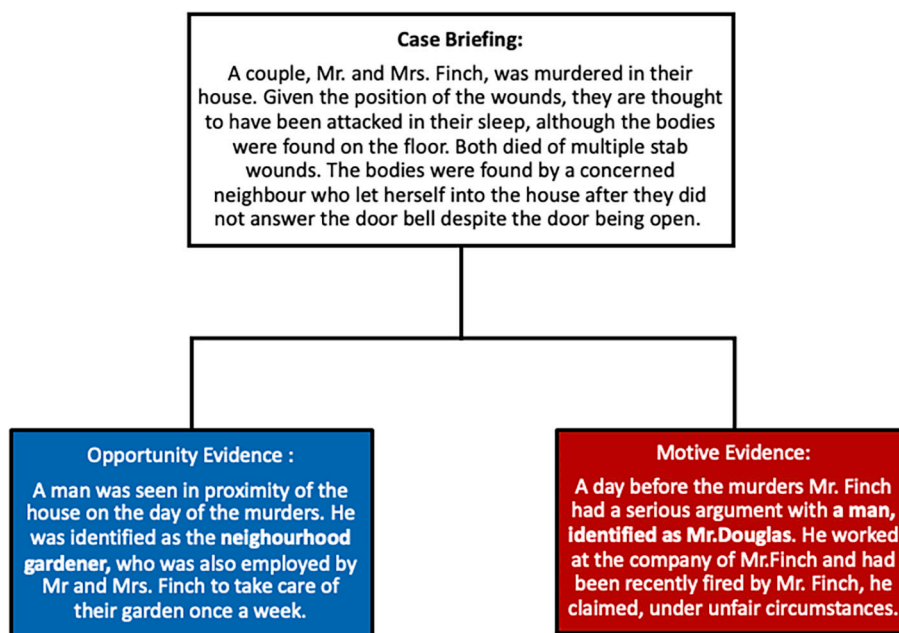 Case Briefing:
A couple, Mr. and Mrs. Finch, was murdered in their
house. Given the position of the wounds, they are thought
to have been attacked in their sleep, although the bodies
were found on the floor. Both died of multiple stab
wounds. The bodies were found by a concerned
neighbour who let herself into the house after they did
not answer the door bell despite the door being open.
Opportunity Evidence :
A man was seen in proximity of the
house on the day of the murders. He
was identified as the neighourhood
gardener, who was also employed by
Mr and Mrs. Finch to take care of
their garden once a week.
Motive Evidence:
A day before the murders Mr. Finch
had a serious argument with a man,
identified as Mr.Douglas. He worked
at the company of Mr.Finch and had
been recently fired by Mr. Finch, he
claimed, under unfair circumstances.